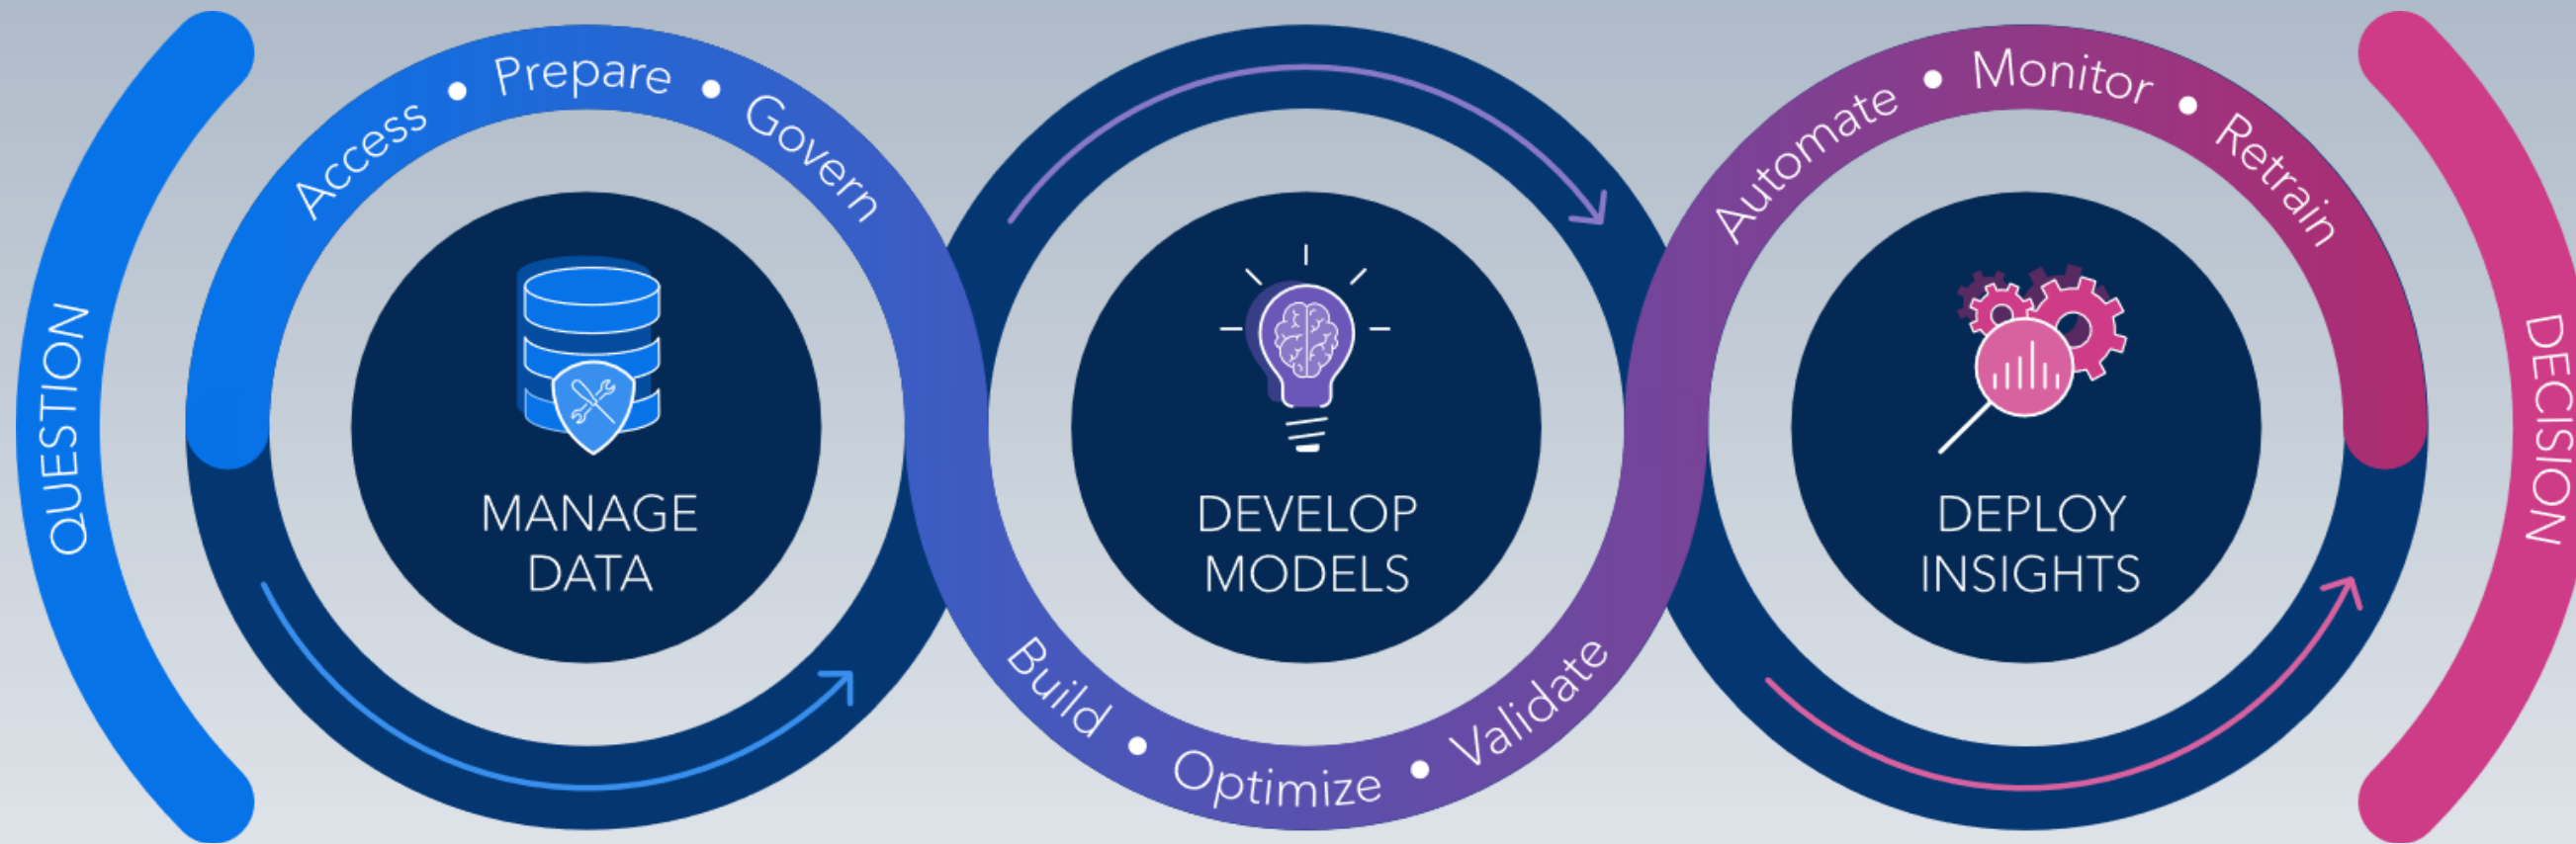 QUESTION
Access • Prepare • Govern
MANAGE
DATA
DEVELOP
MODELS
Build • Optimize • Validate
Automate • Monitor • Retrain
DEPLOY
INSIGHTS
DECISION